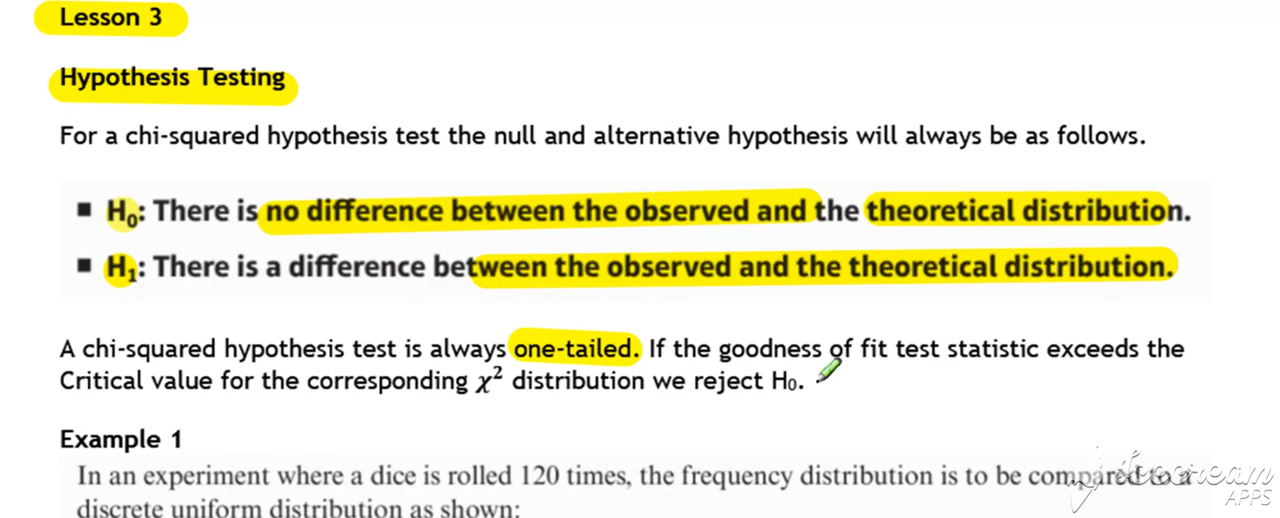 Lesson 3
Hypothesis Testing
For a chi-squared hypothesis test the null and alternative hypothesis will always be as follows.
▪ H₀: There is no difference between the observed and the theoretical distribution.
▪ H₁: There is a difference between the observed and the theoretical distribution.
A chi-squared hypothesis test is always one-tailed. If the goodness of fit test statistic exceeds the
Critical value for the corresponding χ² distribution we reject H₀.
Example 1
In an experiment where a dice is rolled 120 times, the frequency distribution is to be compared to a
discrete uniform distribution as shown:
Icecream
APPS